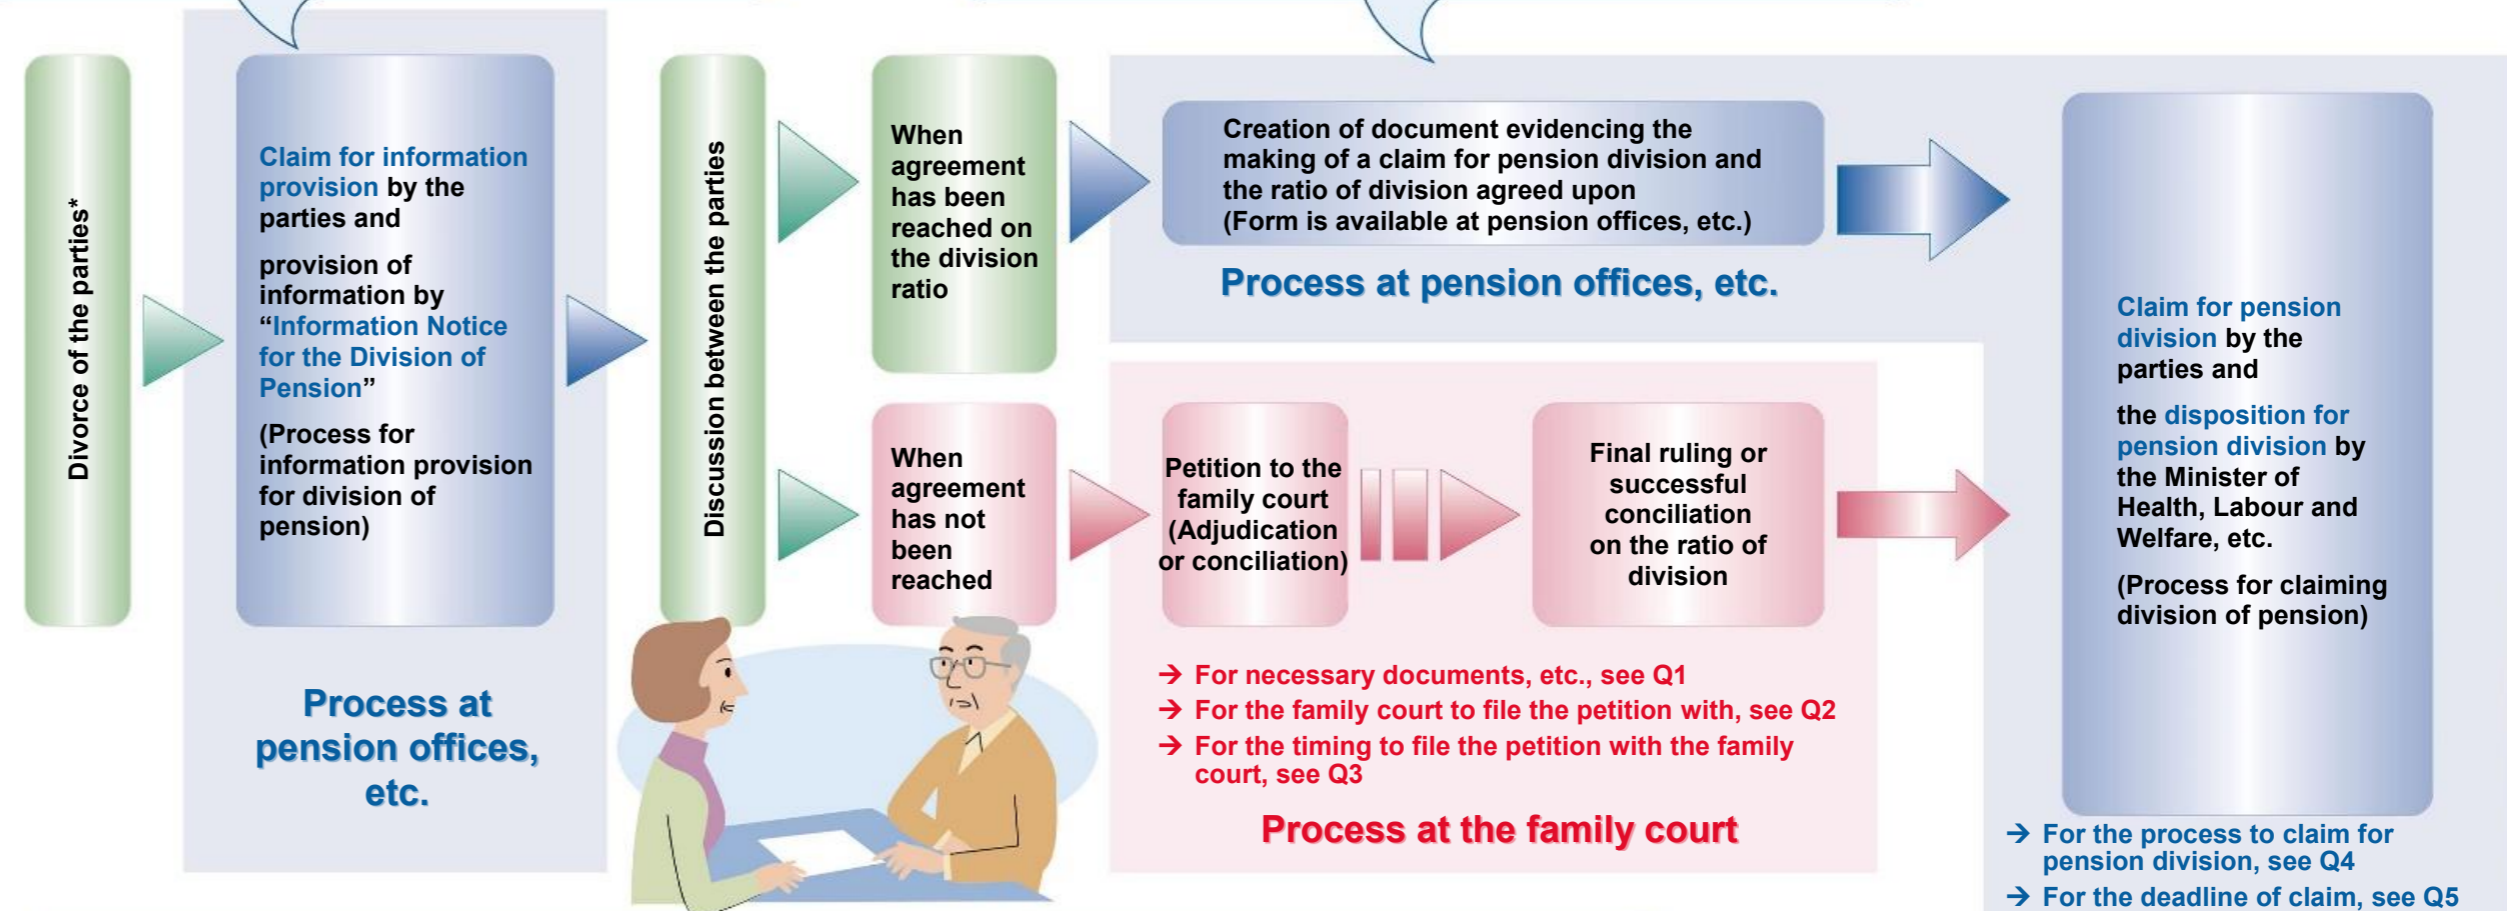 Divorce of the parties*
Claim for information
provision by the
parties and
provision of
information by
“Information Notice
for the Division of
Pension”
(Process for
information provision
for division of
pension)
Process at
pension offices,
etc.
Discussion between the parties
When
agreement
has been
reached on
the division
ratio
Creation of document evidencing the
making of a claim for pension division and
the ratio of division agreed upon
(Form is available at pension offices, etc.)
Process at pension offices, etc.
When
agreement
has not
been
reached
Petition to the
family court
(Adjudication
or conciliation)
Final ruling or
successful
conciliation
on the ratio of
division
→ For necessary documents, etc., see Q1
→ For the family court to file the petition with, see Q2
→ For the timing to file the petition with the family
court, see Q3
Process at the family court
Claim for pension
division by the
parties and
the disposition for
pension division by
the Minister of
Health, Labour and
Welfare, etc.
(Process for claiming
division of pension)
→ For the process to claim for
pension division, see Q4
→ For the deadline of claim, see Q5